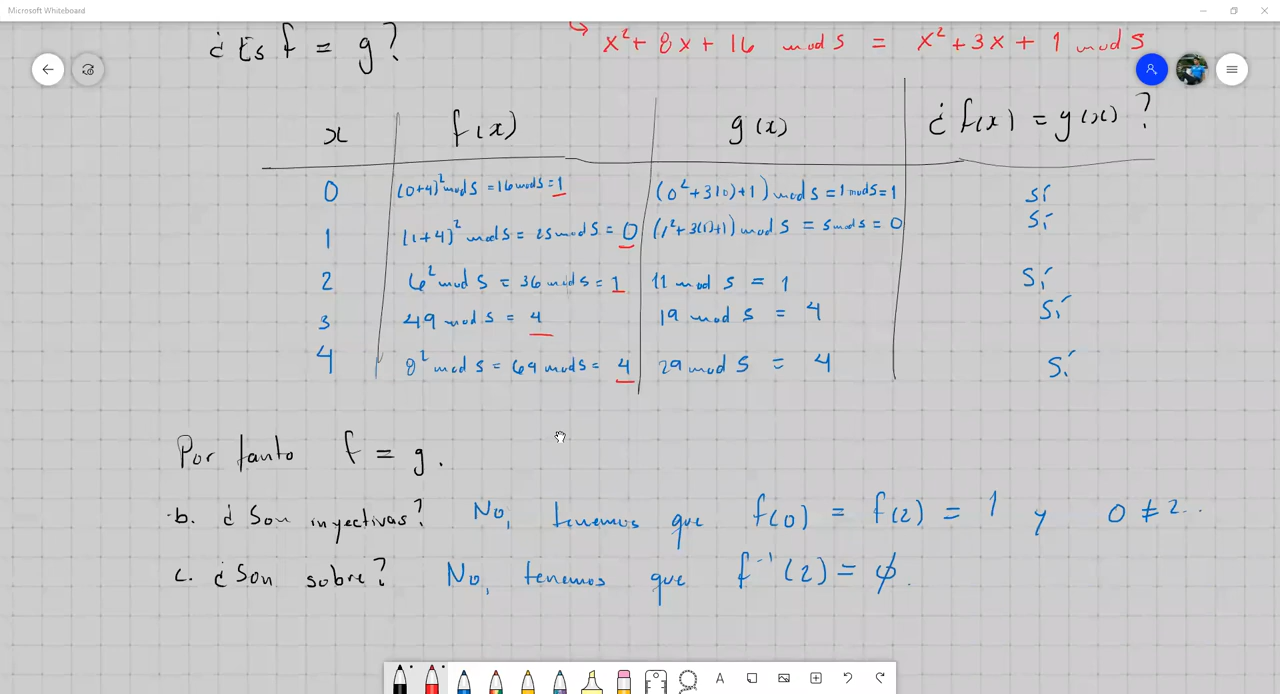 Microsoft Whiteboard
¿Es f = g?
↳ x²+ 8x + 16 mod 5 = x²+3x + 1 mod 5
x f(x) g(x) ¿f(x) = g(x)?
0 (0+4)² mod 5 = 16 mod 5 = 1 (0²+3(0)+1) mod 5 = 1 mod 5 = 1 Sí
1 (1+4)² mod 5 = 25 mod 5 = 0 (1²+3(1)+1) mod 5 = 5 mod 5 = 0 Sí
2 6² mod 5 = 36 mod 5 = 1 11 mod 5 = 1 Sí
3 49 mod 5 = 4 19 mod 5 = 4 Sí
4 8² mod 5 = 64 mod 5 = 4 29 mod 5 = 4 Sí
Por tanto f = g.
b. ¿Son inyectivas? No, tenemos que f(0) = f(2) = 1 y 0 ≠ 2.
c. ¿Son sobre? No, tenemos que f⁻¹(2) = ∅.
A